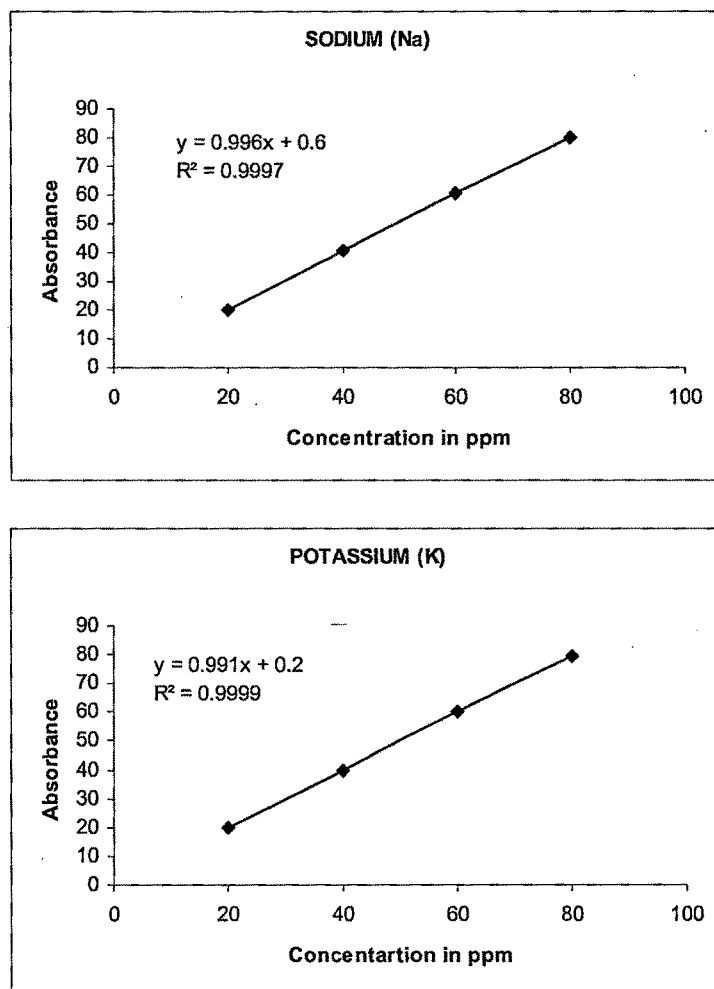 SODIUM (Na)
90
80
70
60
50
40
30
20
10
0
Absorbance
y = 0.996x + 0.6
R² = 0.9997
0 20 40 60 80 100
Concentration in ppm
POTASSIUM (K)
90
80
70
60
50
40
30
20
10
0
Absorbance
y = 0.991x + 0.2
R² = 0.9999
0 20 40 60 80 100
Concentartion in ppm